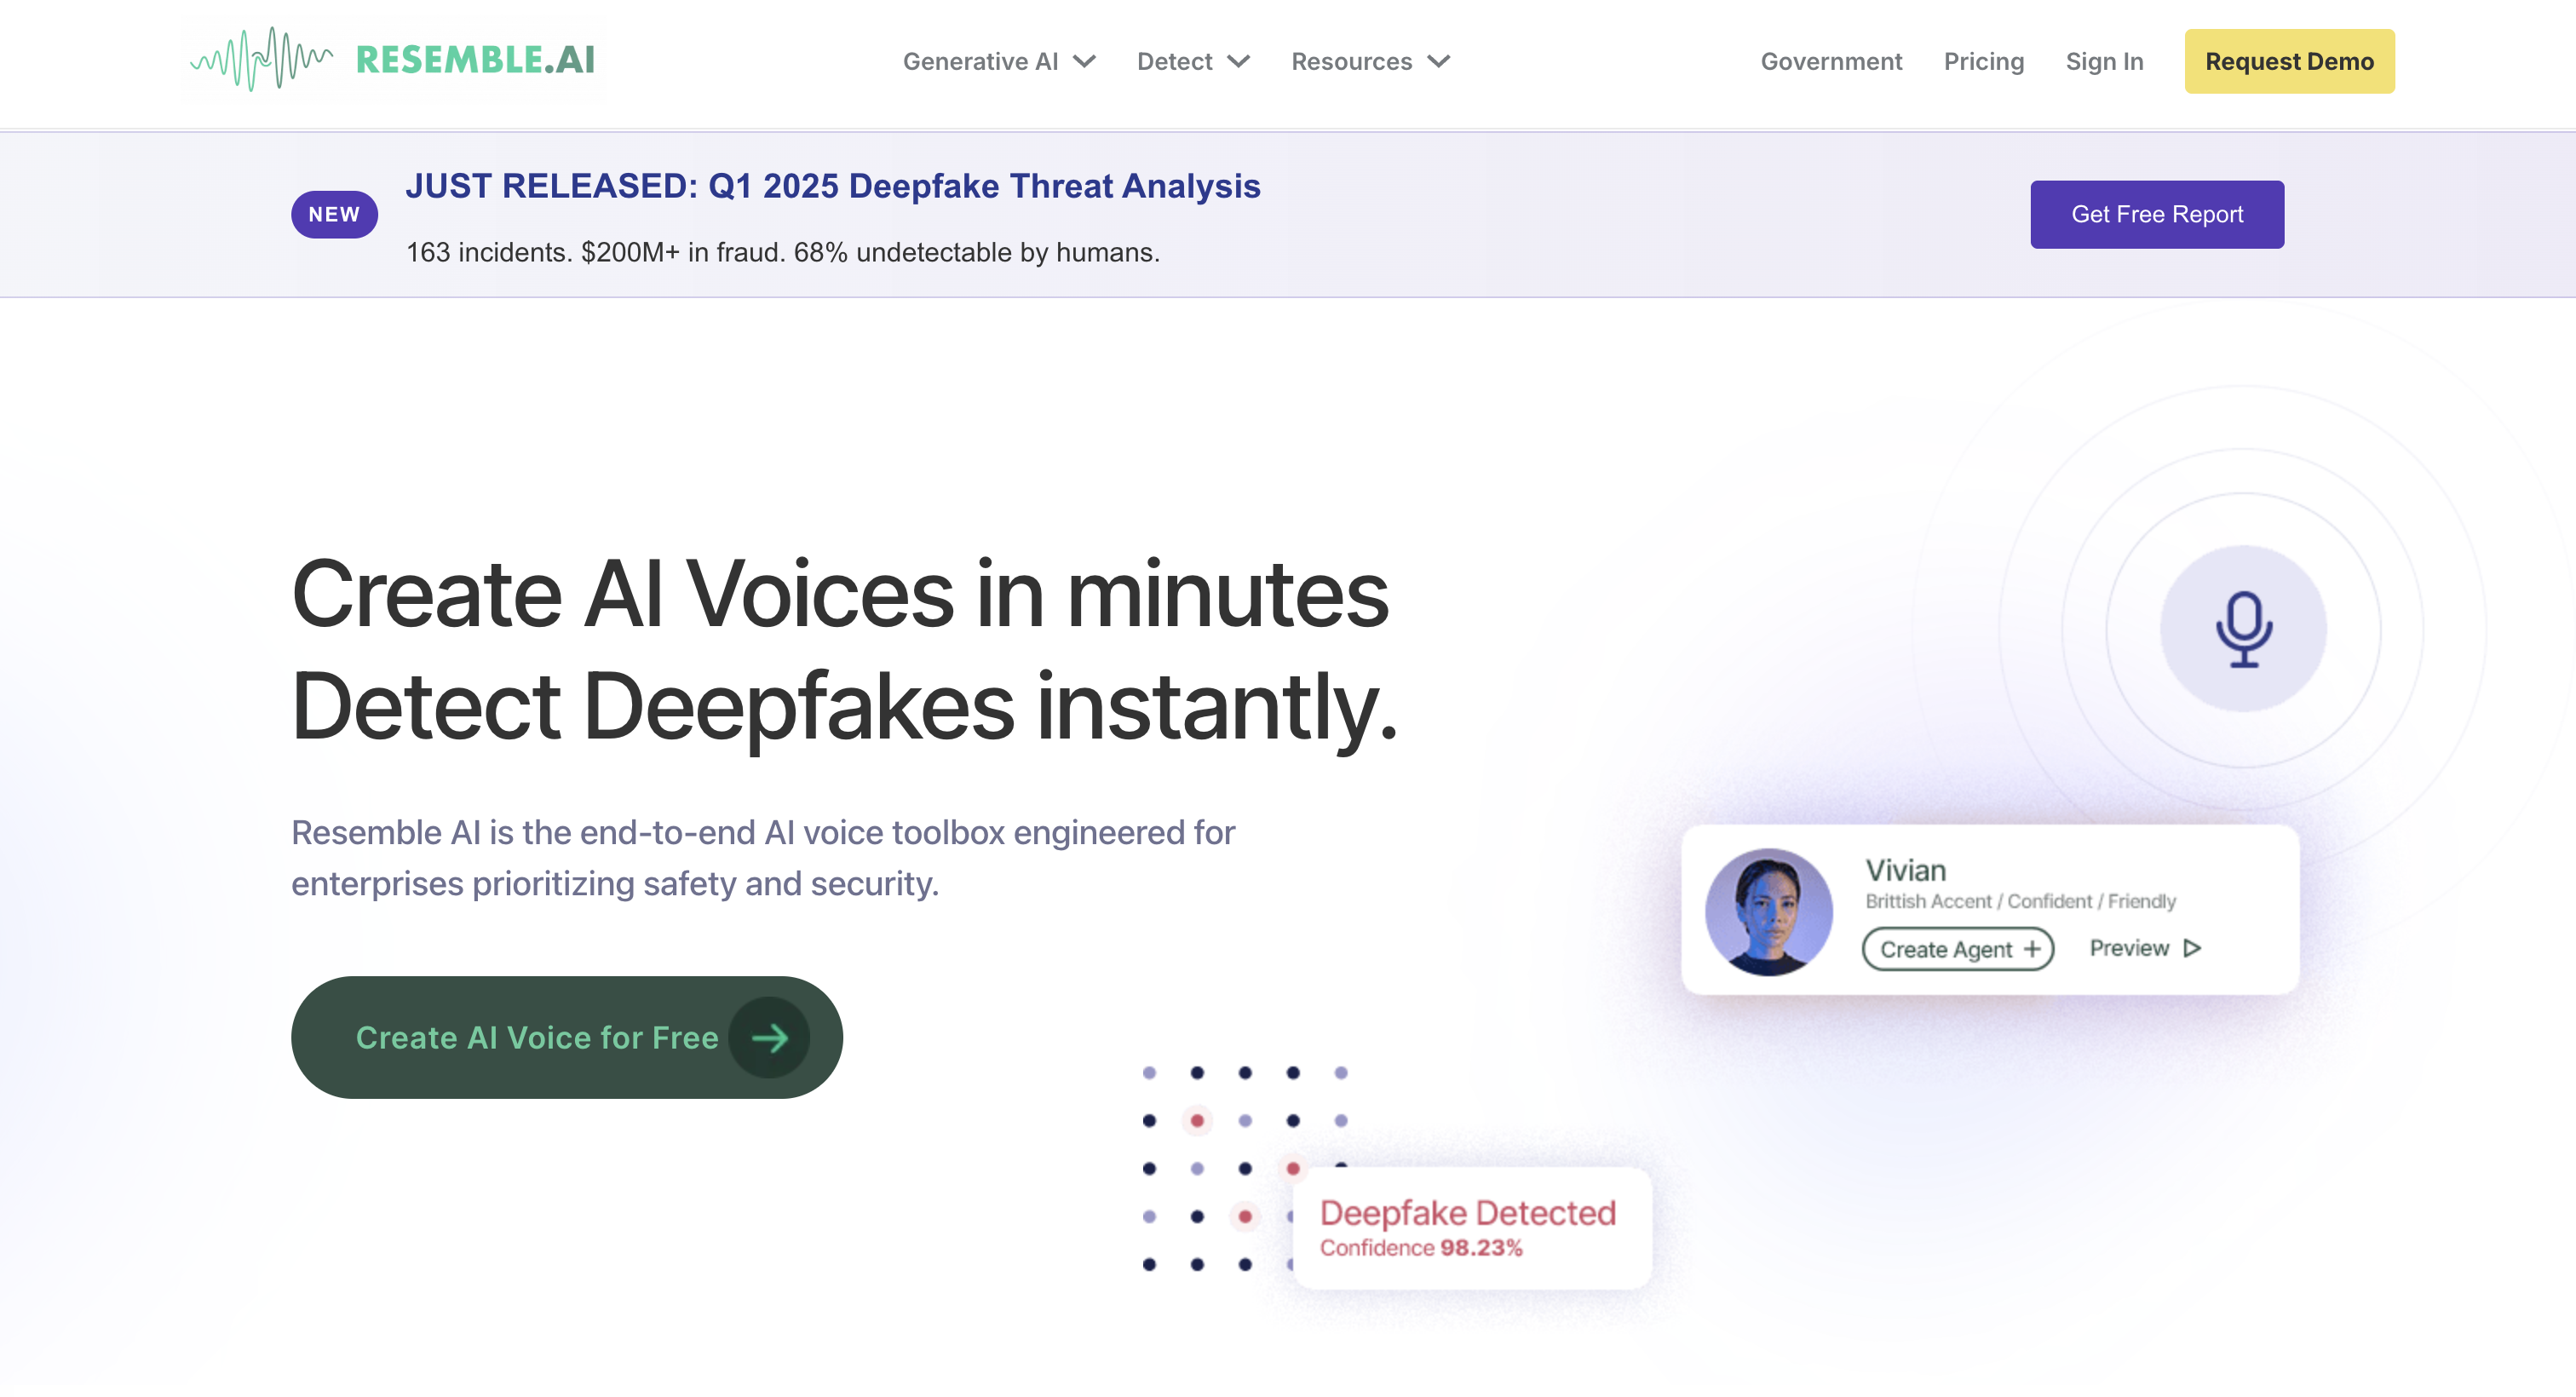 RESEMBLE.AI
Generative AI
Detect
Resources
Government
Pricing
Sign In
Request Demo
NEW
JUST RELEASED: Q1 2025 Deepfake Threat Analysis
163 incidents. $200M+ in fraud. 68% undetectable by humans.
Get Free Report
Create AI Voices in minutes
Detect Deepfakes instantly.
Resemble AI is the end-to-end AI voice toolbox engineered for
enterprises prioritizing safety and security.
Create AI Voice for Free
Vivian
Brittish Accent / Confident / Friendly
Create Agent +
Preview
Deepfake Detected
Confidence 98.23%